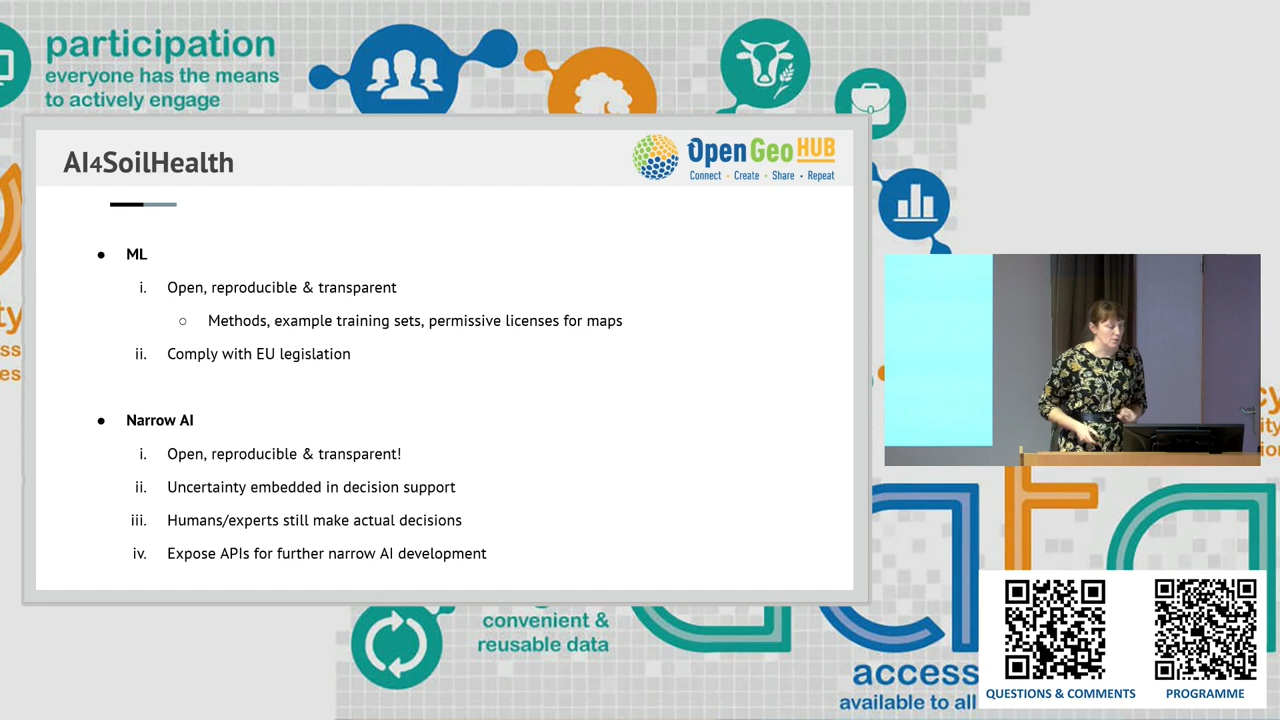 participation
everyone has the means
to actively engage
AI4SoilHealth
OpenGeoHUB
Connect · Create · Share · Repeat
● ML
i. Open, reproducible & transparent
○ Methods, example training sets, permissive licenses for maps
ii. Comply with EU legislation
● Narrow AI
i. Open, reproducible & transparent!
ii. Uncertainty embedded in decision support
iii. Humans/experts still make actual decisions
iv. Expose APIs for further narrow AI development
convenient &
reusable data
access
available to all
QUESTIONS & COMMENTS
PROGRAMME